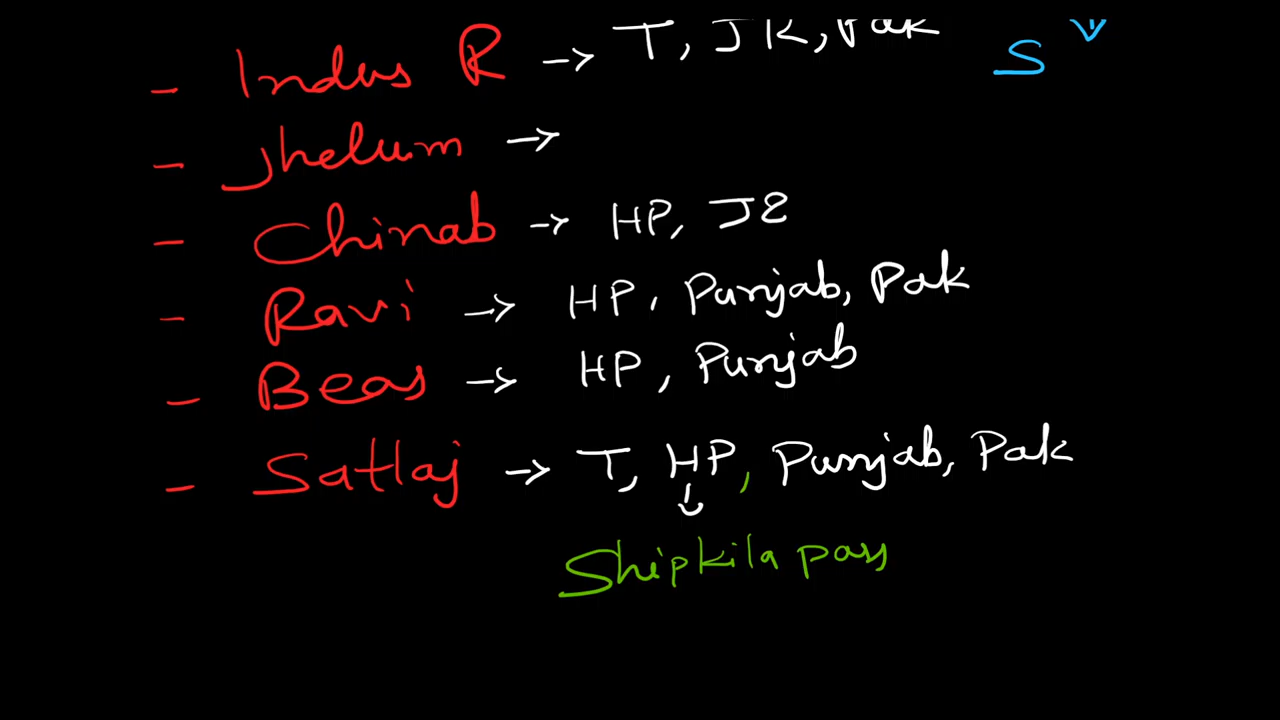 - Indus R → T, JK, Pak S
- Jhelum →
- Chinab → HP, J
- Ravi → HP, Punjab, Pak
- Beas → HP, Punjab
- Satlaj → T, HP, Punjab, Pak
Shipkila pass